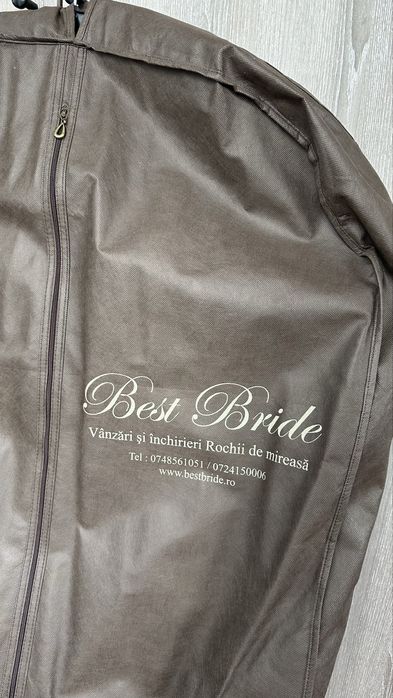 Best Bride
Vânzări și închirieri Rochii de mireasă
Tel : 0748561051 / 0724150006
www.bestbride.ro